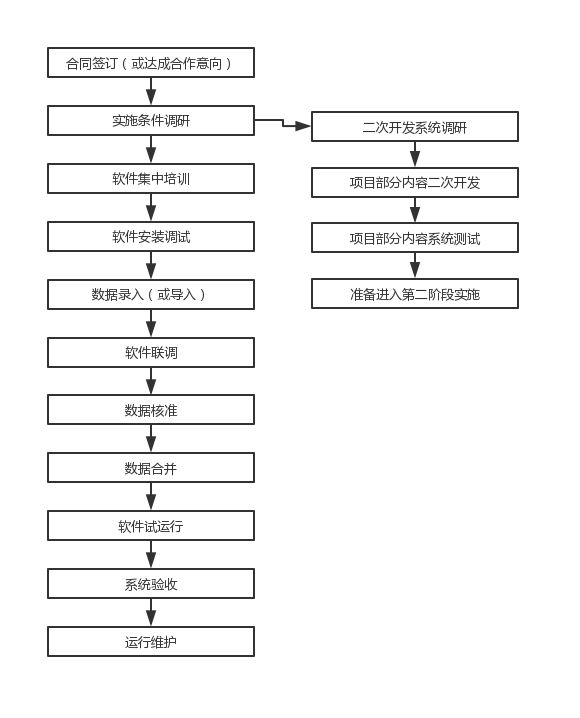 合同签订（或达成合作意向）
实施条件调研
软件集中培训
软件安装调试
数据录入（或导入）
软件联调
数据核准
数据合并
软件试运行
系统验收
运行维护
二次开发系统调研
项目部分内容二次开发
项目部分内容系统测试
准备进入第二阶段实施